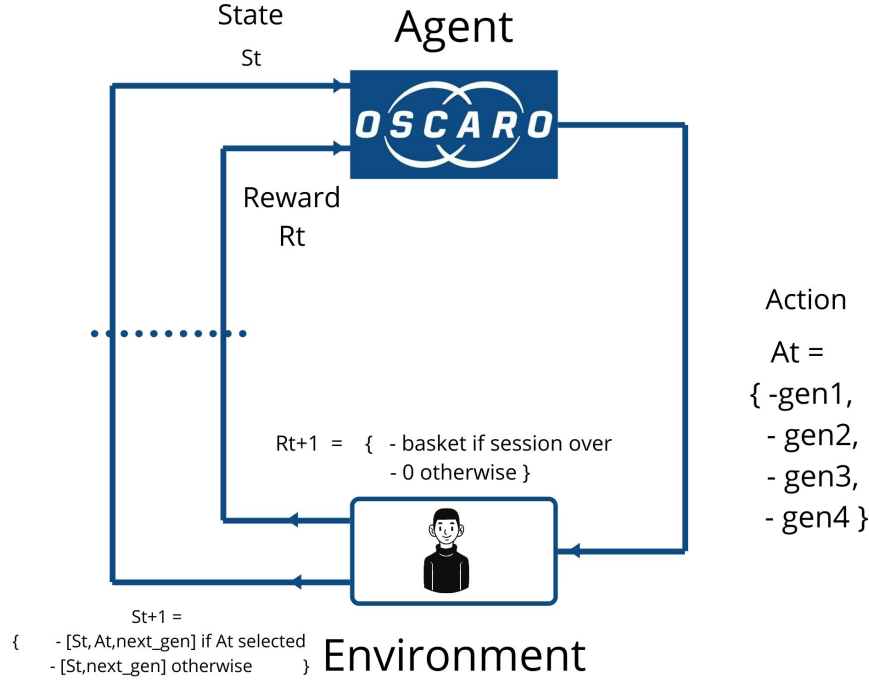 State
St
Agent
OSCARO
Reward
Rt
Action
At =
{ -gen1,
- gen2,
- gen3,
- gen4 }
Rt+1 = { - basket if session over
- 0 otherwise }
St+1 =
{ - [St,At,next_gen] if At selected
- [St,next_gen] otherwise }
Environment